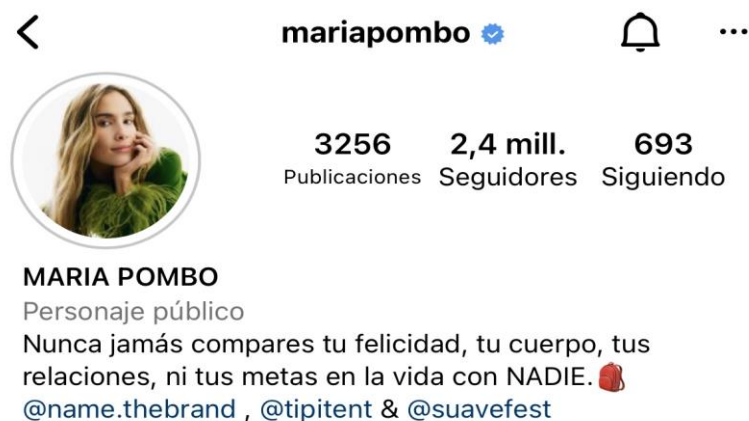 mariapombo
3256 2,4 mill. 693
Publicaciones Seguidores Siguiendo
MARIA POMBO
Personaje público
Nunca jamás compares tu felicidad, tu cuerpo, tus
relaciones, ni tus metas en la vida con NADIE.🎒
@name.thebrand , @tipitent & @suavefest